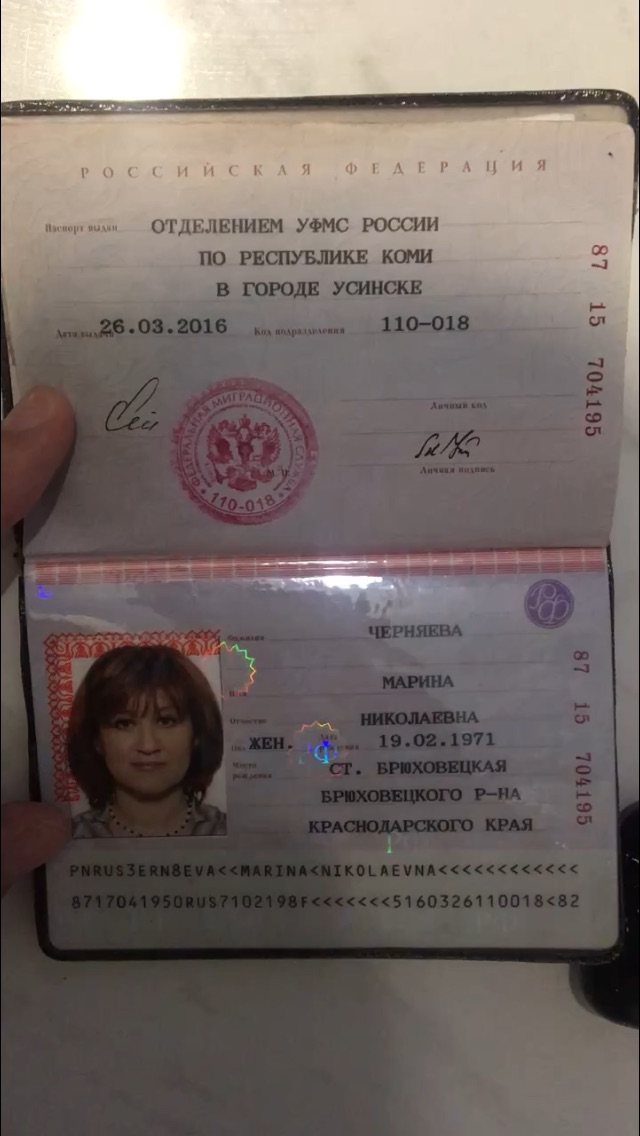 РОССИЙСКАЯ ФЕДЕРАЦИЯ
Паспорт выдан ОТДЕЛЕНИЕМ УФМС РОССИИ
ПО РЕСПУБЛИКЕ КОМИ
В ГОРОДЕ УСИНСКЕ
Дата выдачи 26.03.2016 Код подразделения 110-018
87 15 704195
Личный код
Личная подпись
ФЕДЕРАЛЬНАЯ МИГРАЦИОННАЯ СЛУЖБА
М. П.
110-018
РФ
Фамилия ЧЕРНЯЕВА
Имя МАРИНА
Отчество НИКОЛАЕВНА
Пол ЖЕН. Дата рождения 19.02.1971
Место рождения СТ. БРЮХОВЕЦКАЯ
БРЮХОВЕЦКОГО Р-НА
КРАСНОДАРСКОГО КРАЯ
87 15 704195
PNRUS3ERN8EVA<<MARINA<NIKOLAEVNA<<<<<<<<<<<<
8717041950RUS7102198F<<<<<<<5160326110018<82